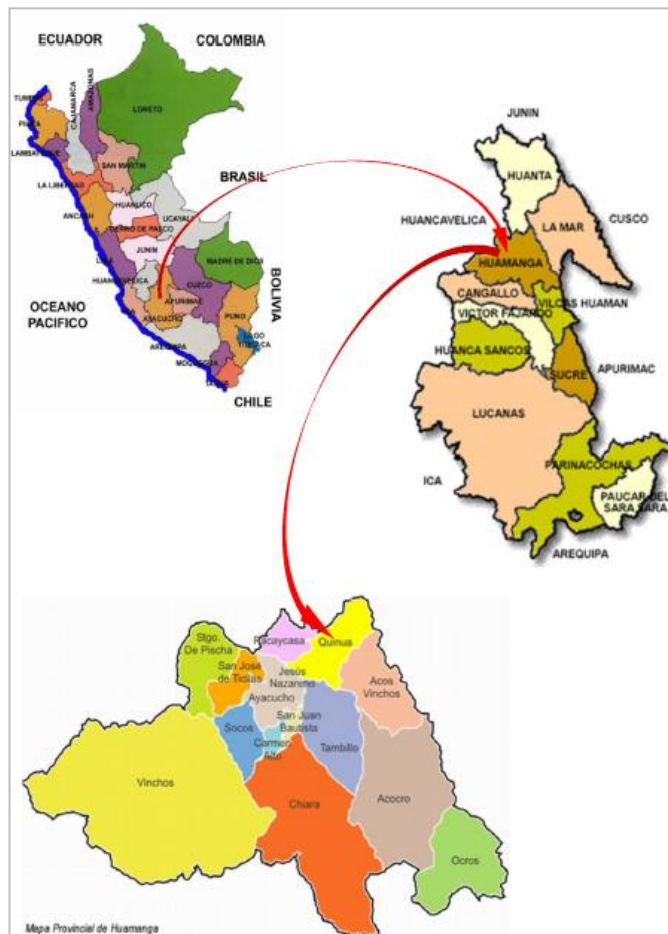 ECUADOR
COLOMBIA
CAJAMARCA
AMAZONAS
LORETO
LAMBAYEQUE
SAN MARTIN
LA LIBERTAD
BRASIL
ANCASH
HUANUCO
UCAYALI
CERRO DE PASCO
JUNIN
MADRE DE DIOS
HUANCAVELICA
CUZCO
BOLIVIA
OCEANO
PACIFICO
APURIMAC
AYACUCHO
PUNO
LAGO
AREQUIPA
MOQUEGUA
CHILE
JUNIN
HUANTA
HUANCAVELICA
LA MAR
CUSCO
HUAMANGA
CANGALLO
VILCAS HUAMAN
VICTOR FAJARDO
HUANCA SANCOS
SUCRE
APURIMAC
LUCANAS
PARINACOCHAS
ICA
PAUCAR DEL
SARA SARA
AREQUIPA
Stgo.
De Pischa
Pacaycasa
Quinua
San José
de Ticllas
Jesús
Nazareno
Acos
Vinchos
Ayacucho
San Juan
Bautista
Socos
Carmen
Alto
Tambillo
Vinchos
Chiara
Acocro
Ocros
Mapa Provincial de Huamanga